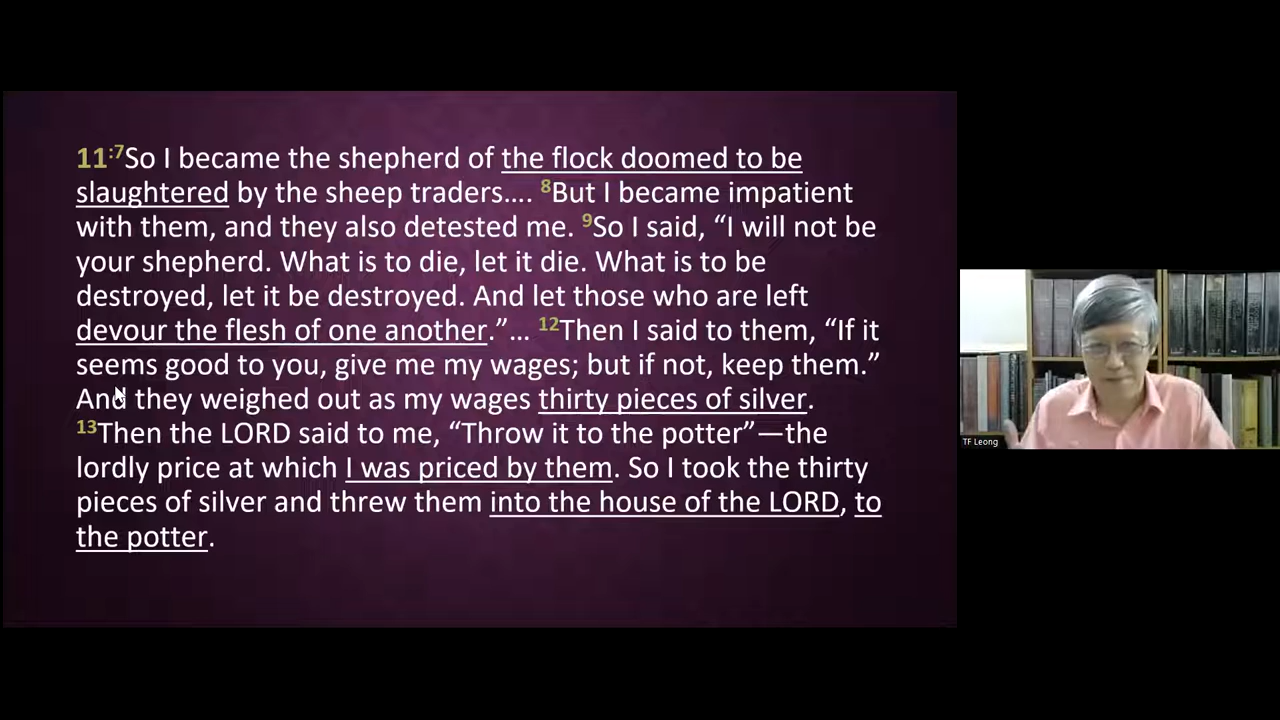 11:7So I became the shepherd of the flock doomed to be
slaughtered by the sheep traders…. 8But I became impatient
with them, and they also detested me. 9So I said, “I will not be
your shepherd. What is to die, let it die. What is to be
destroyed, let it be destroyed. And let those who are left
devour the flesh of one another.”… 12Then I said to them, “If it
seems good to you, give me my wages; but if not, keep them.”
And they weighed out as my wages thirty pieces of silver.
13Then the LORD said to me, “Throw it to the potter”—the
lordly price at which I was priced by them. So I took the thirty
pieces of silver and threw them into the house of the LORD, to
the potter.
TF Leong